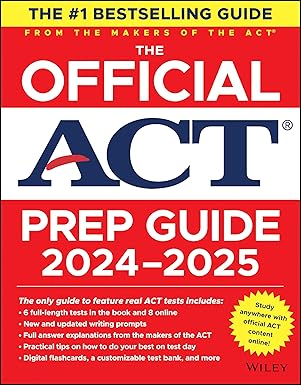 THE #1 BESTSELLING GUIDE
FROM THE MAKERS OF THE ACT®
THE
OFFICIAL
ACT®
PREP GUIDE
2024–2025
The only guide to feature real ACT tests includes:
• 6 full-length tests in the book and 8 online
• New and updated writing prompts
• Full answer explanations from the makers of the ACT
• Practical tips on how to do your best on test day
• Digital flashcards, a customizable test bank, and more
Study
anywhere with
official ACT
content online!
WILEY